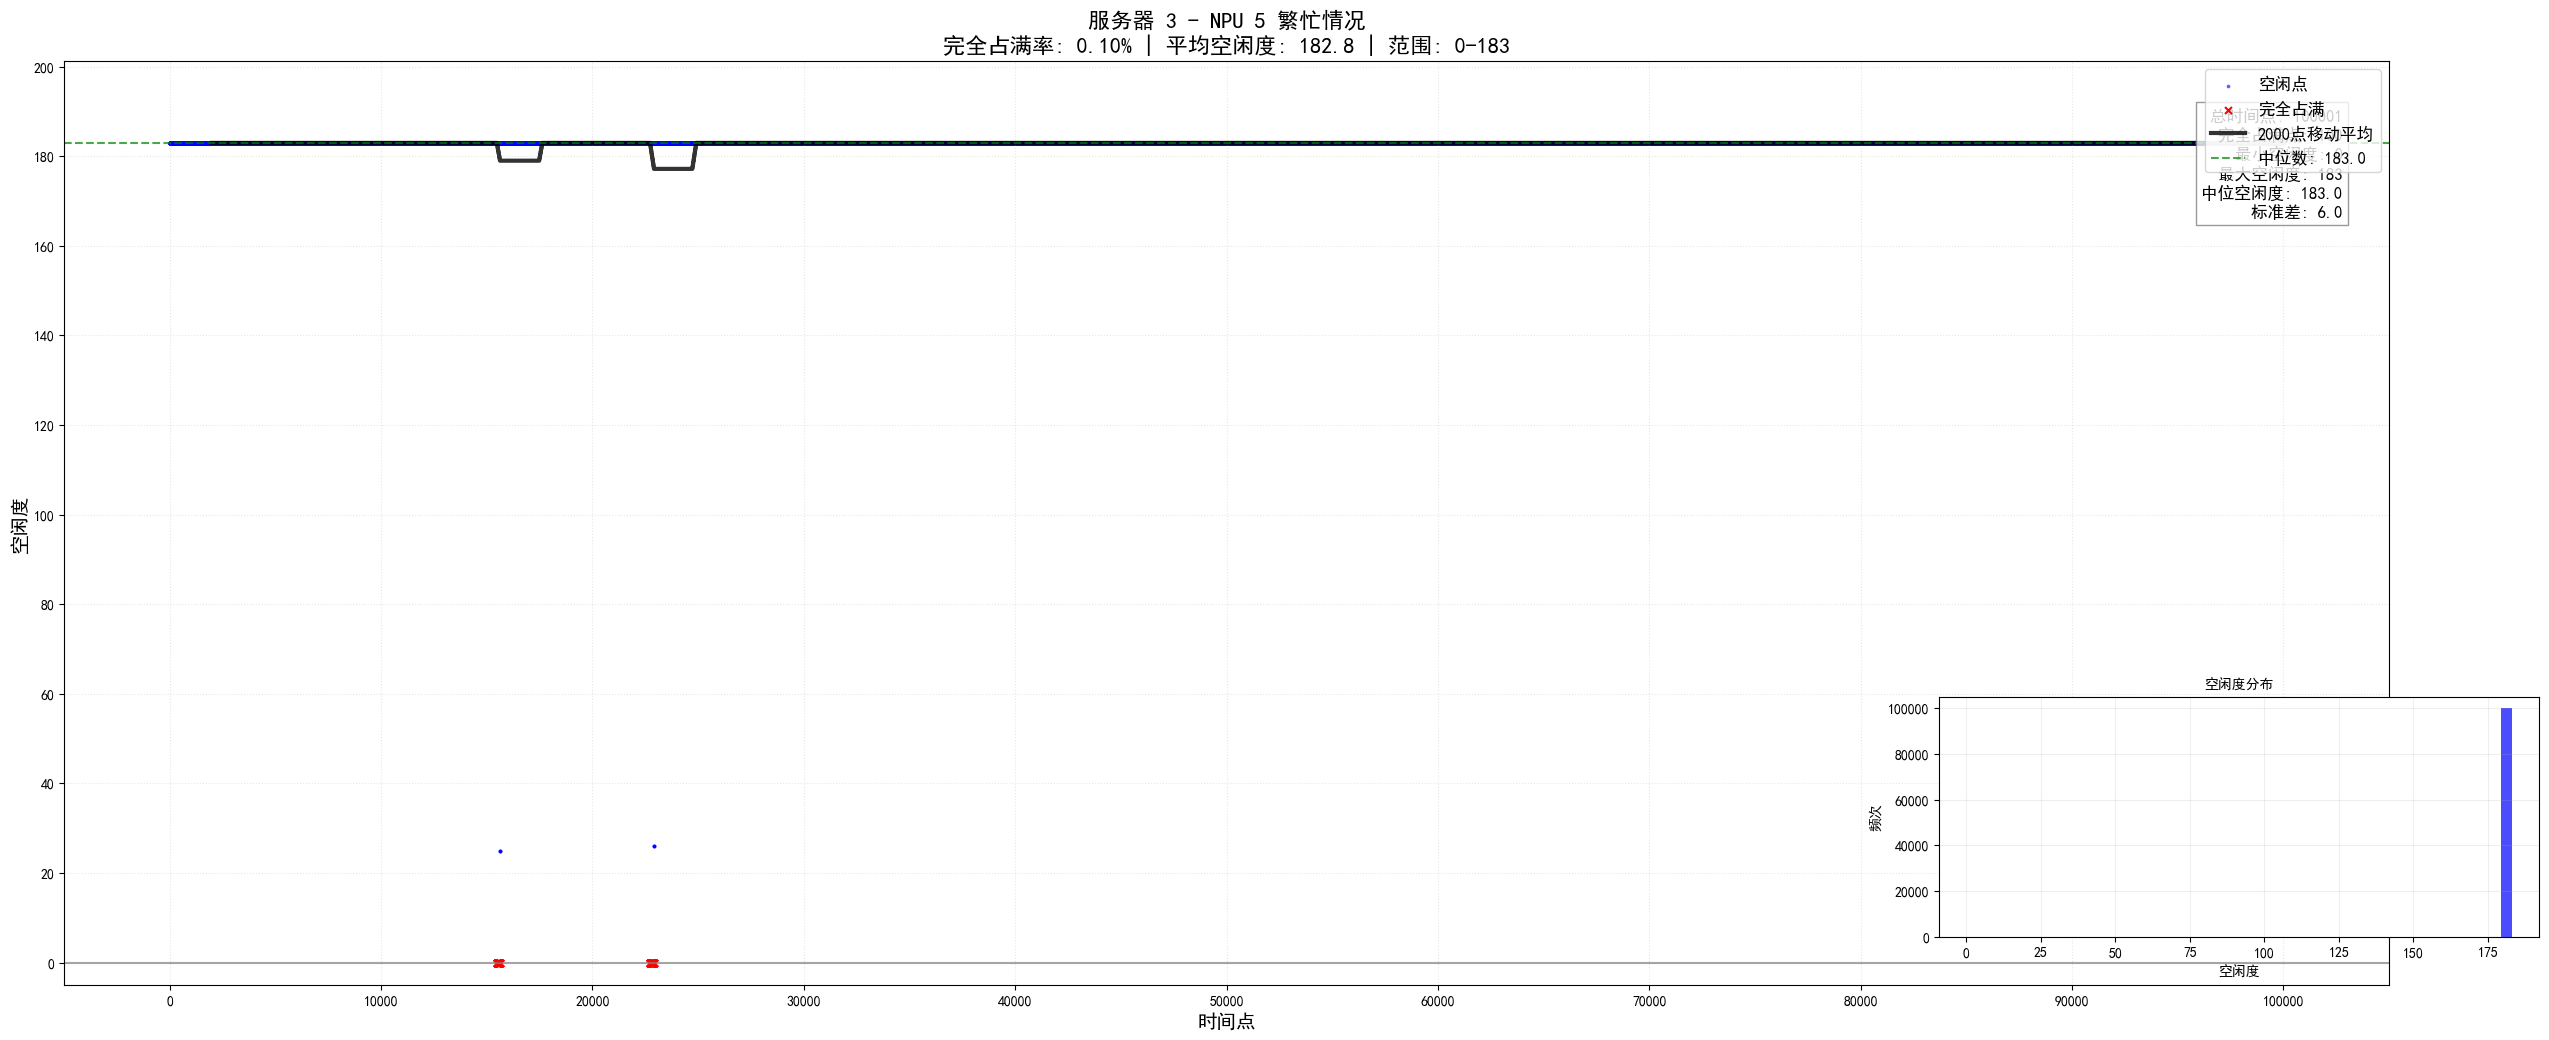 服务器 3 - NPU 5 繁忙情况
完全占满率: 0.10% | 平均空闲度: 182.8 | 范围: 0-183
200
180
160
140
120
100
80
60
40
20
0
空闲度
空闲点
完全占满
2000点移动平均
中位数: 183.0
总时间点: 100001
最大空闲度: 183
中位空闲度: 183.0
标准差: 6.0
空闲度分布
100000
80000
60000
40000
20000
0
频次
0 25 50 75 100 125 150 175
空闲度
0 10000 20000 30000 40000 50000 60000 70000 80000 90000 100000
时间点